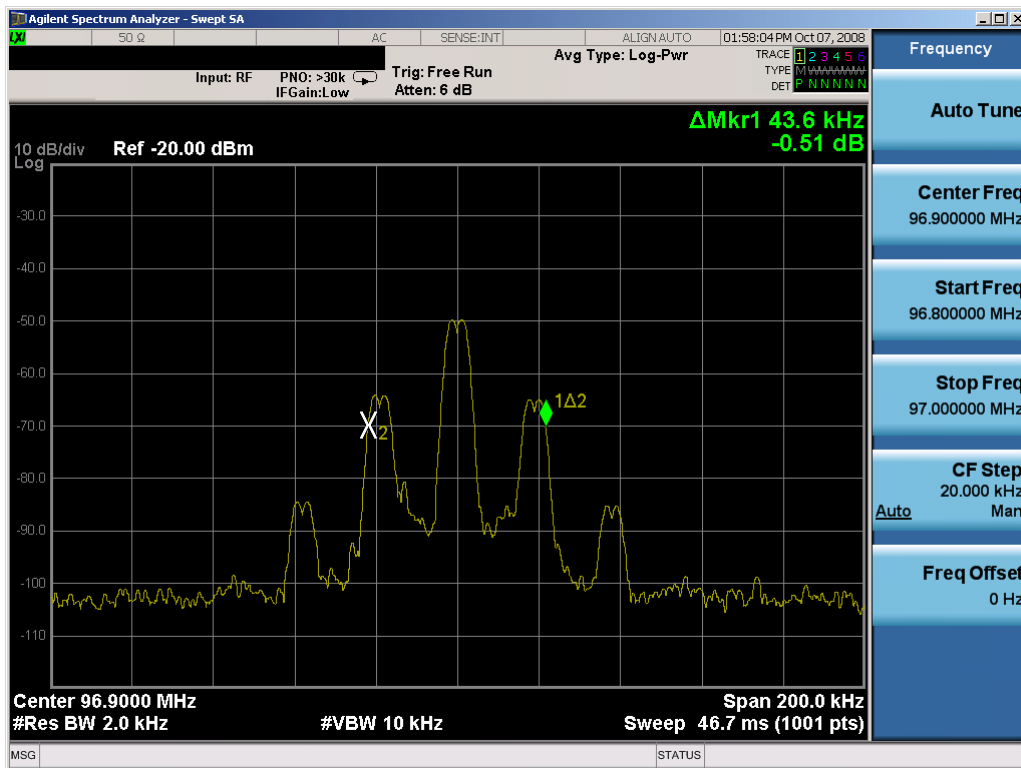 Agilent Spectrum Analyzer - Swept SA
LXI 50 Ω AC SENSE:INT ALIGN AUTO 01:58:04 PM Oct 07, 2008
Input: RF PNO: >30k IFGain:Low Trig: Free Run Atten: 6 dB Avg Type: Log-Pwr
TRACE 1 2 3 4 5 6
TYPE M WWWWW
DET P N N N N N
ΔMkr1 43.6 kHz
-0.51 dB
10 dB/div Ref -20.00 dBm
Log
-30.0
-40.0
-50.0
-60.0
-70.0
-80.0
-90.0
-100
-110
1Δ2
X2
Center 96.9000 MHz Span 200.0 kHz
#Res BW 2.0 kHz #VBW 10 kHz Sweep 46.7 ms (1001 pts)
MSG STATUS
Frequency
Auto Tune
Center Freq
96.900000 MHz
Start Freq
96.800000 MHz
Stop Freq
97.000000 MHz
CF Step
20.000 kHz
Auto Man
Freq Offset
0 Hz